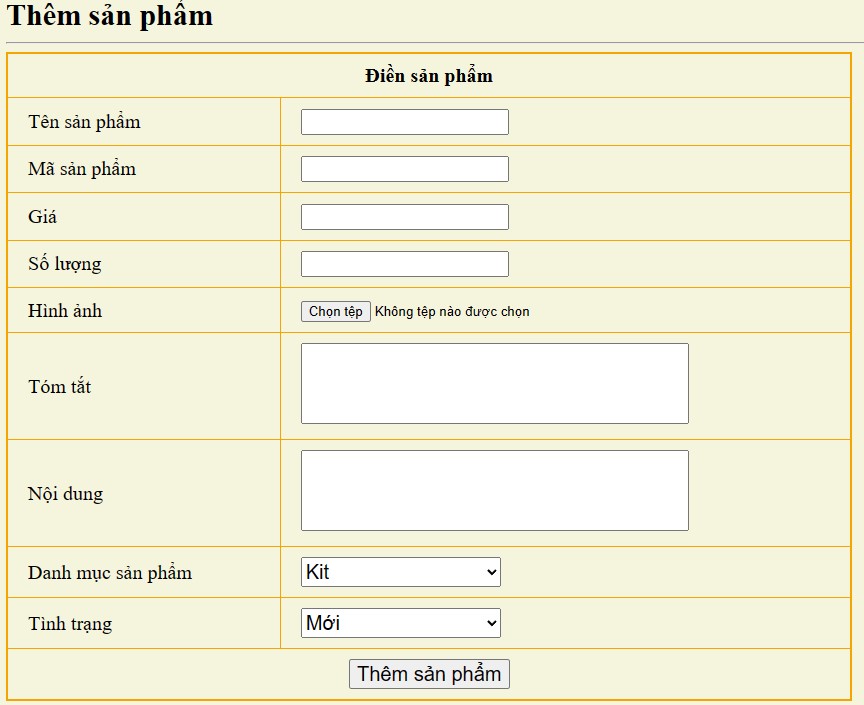 Thêm sản phẩm
Điền sản phẩm
Tên sản phẩm
Mã sản phẩm
Giá
Số lượng
Hình ảnh
Chọn tệp Không tệp nào được chọn
Tóm tắt
Nội dung
Danh mục sản phẩm
Kit
Tình trạng
Mới
Thêm sản phẩm